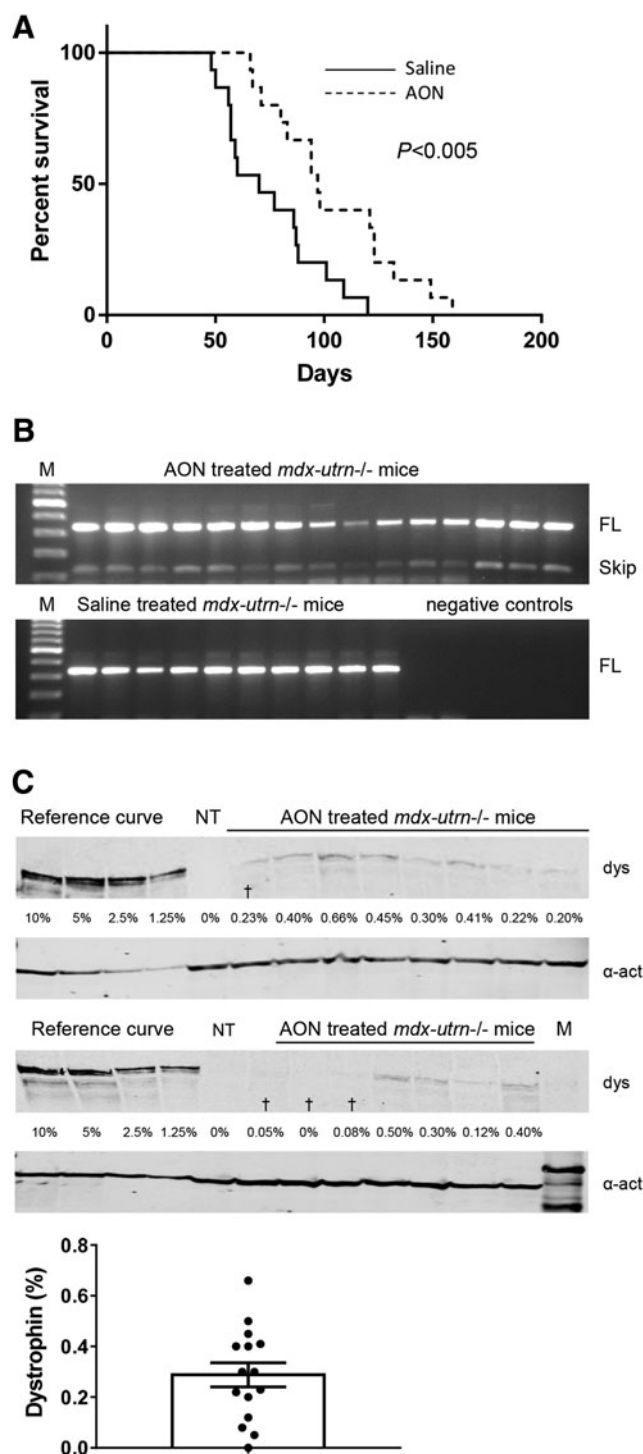 A
Percent survival
100
50
0
Saline
AON
P<0.005
0 50 100 150 200
Days
B
M AON treated mdx-utrn-/- mice
FL
Skip
M Saline treated mdx-utrn-/- mice negative controls
FL
C
Reference curve NT AON treated mdx-utrn-/- mice
dys
†
10% 5% 2.5% 1.25% 0% 0.23% 0.40% 0.66% 0.45% 0.30% 0.41% 0.22% 0.20%
α-act
Reference curve NT AON treated mdx-utrn-/- mice M
dys
† † †
10% 5% 2.5% 1.25% 0% 0.05% 0% 0.08% 0.50% 0.30% 0.12% 0.40%
α-act
Dystrophin (%)
0.8
0.6
0.4
0.2
0.0